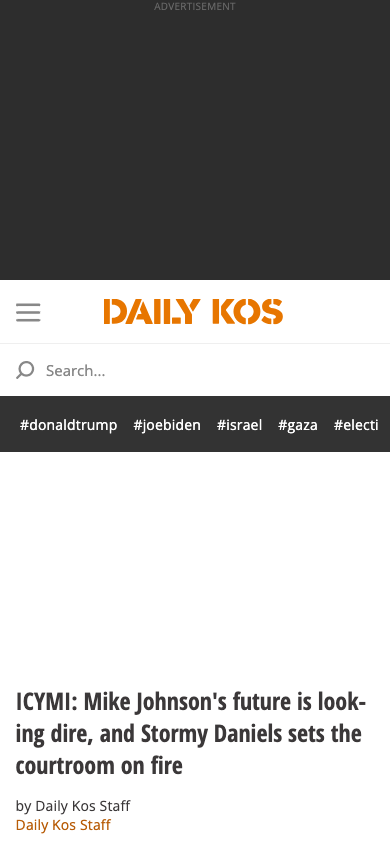 ADVERTISEMENT
DAILY KOS
Search...
#donaldtrump #joebiden #israel #gaza #electi
ICYMI: Mike Johnson's future is look-
ing dire, and Stormy Daniels sets the
courtroom on fire
by Daily Kos Staff
Daily Kos Staff